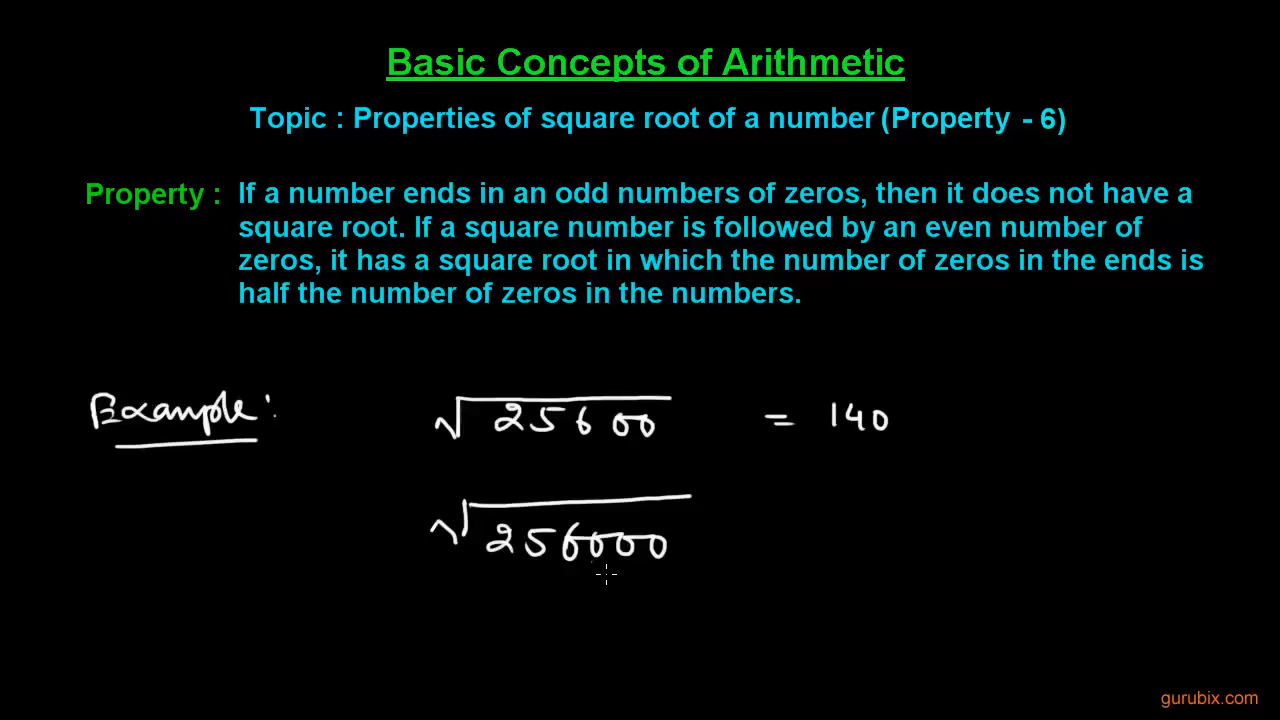 Basic Concepts of Arithmetic
Topic : Properties of square root of a number (Property - 6)
Property : If a number ends in an odd numbers of zeros, then it does not have a
square root. If a square number is followed by an even number of
zeros, it has a square root in which the number of zeros in the ends is
half the number of zeros in the numbers.
Example: √25600 = 140
√256000
gurubix.com